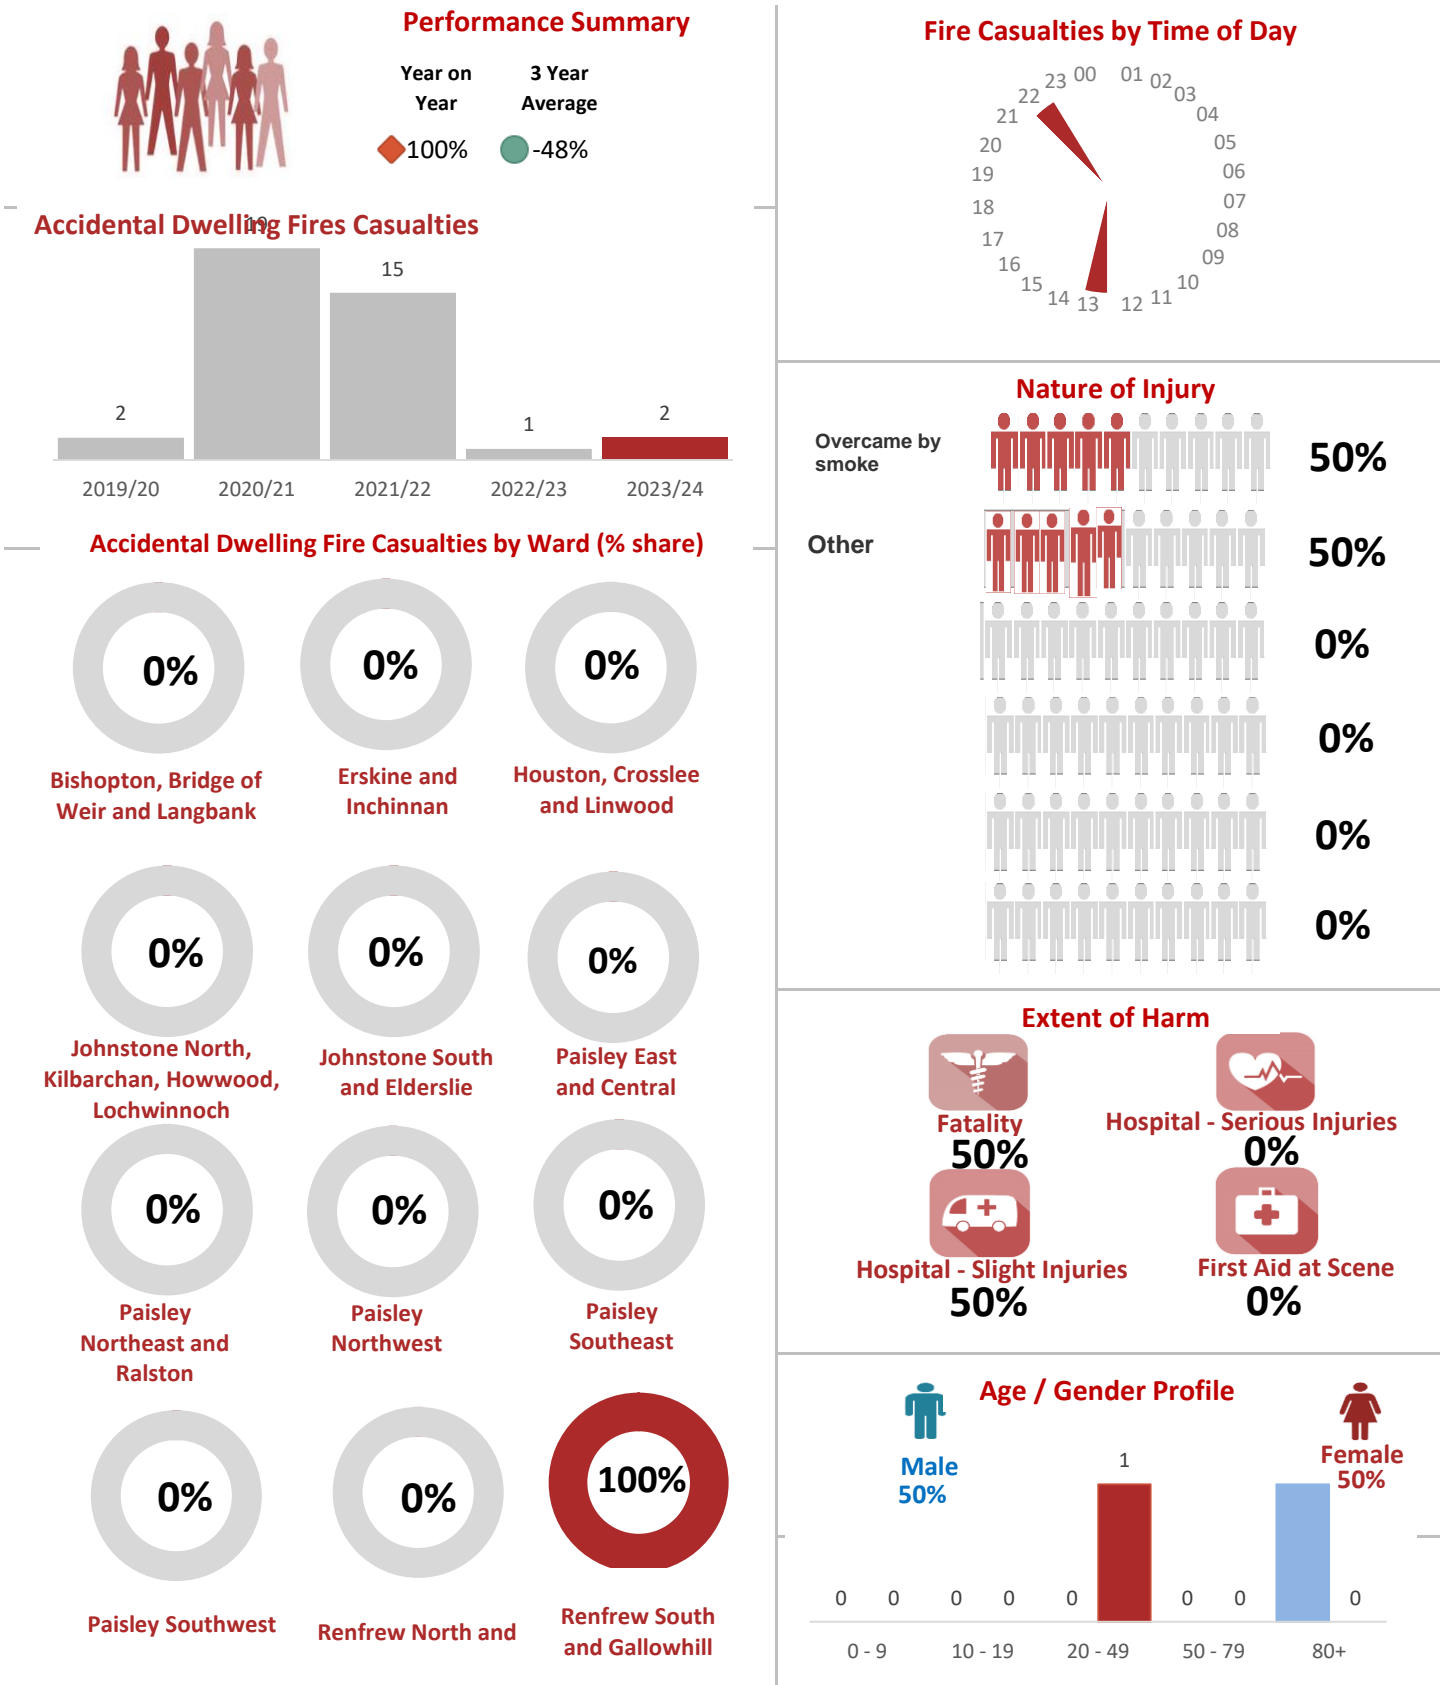 Performance Summary
Year on
Year
3 Year
Average
100%
-48%
Accidental Dwelling Fires Casualties
19
15
2
1
2
2019/20
2020/21
2021/22
2022/23
2023/24
Accidental Dwelling Fire Casualties by Ward (% share)
0%
0%
0%
Bishopton, Bridge of
Weir and Langbank
Erskine and
Inchinnan
Houston, Crosslee
and Linwood
0%
0%
0%
Johnstone North,
Kilbarchan, Howwood,
Lochwinnoch
Johnstone South
and Elderslie
Paisley East
and Central
0%
0%
0%
Paisley
Northeast and
Ralston
Paisley
Northwest
Paisley
Southeast
0%
0%
100%
Paisley Southwest
Renfrew North and
Renfrew South
and Gallowhill
Fire Casualties by Time of Day
00
01
02
03
04
05
06
07
08
09
10
11
12
13
14
15
16
17
18
19
20
21
22
23
Nature of Injury
Overcame by
smoke
50%
Other
50%
0%
0%
0%
0%
Extent of Harm
Fatality
50%
Hospital - Serious Injuries
0%
Hospital - Slight Injuries
50%
First Aid at Scene
0%
Age / Gender Profile
Male
50%
Female
50%
1
0
0
0
0
0
0
0
0
0 - 9
10 - 19
20 - 49
50 - 79
80+